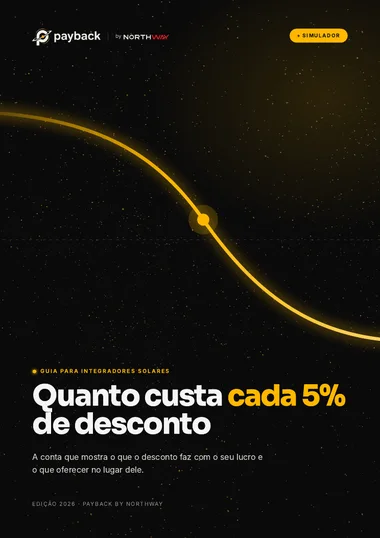 payback by NORTHWAY
+ SIMULADOR
GUIA PARA INTEGRADORES SOLARES
Quanto custa cada 5%
de desconto
A conta que mostra o que o desconto faz com o seu lucro e
o que oferecer no lugar dele.
EDIÇÃO 2026 · PAYBACK BY NORTHWAY